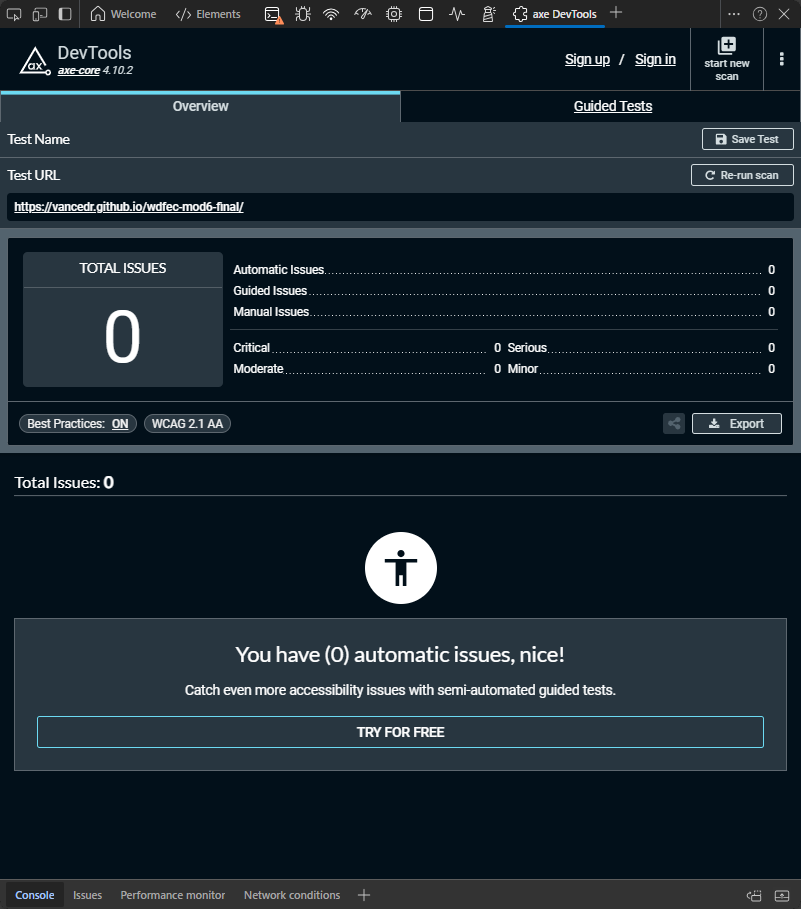 Welcome
Elements
axe DevTools
ax
DevTools
axe-core 4.10.2
Sign up / Sign in
start new
scan
Overview
Guided Tests
Test Name
Save Test
Test URL
Re-run scan
https://vancedr.github.io/wdfec-mod6-final/
TOTAL ISSUES
0
Automatic Issues 0
Guided Issues 0
Manual Issues 0
Critical 0 Serious 0
Moderate 0 Minor 0
Best Practices: ON
WCAG 2.1 AA
Export
Total Issues: 0
You have (0) automatic issues, nice!
Catch even more accessibility issues with semi-automated guided tests.
TRY FOR FREE
Console Issues Performance monitor Network conditions